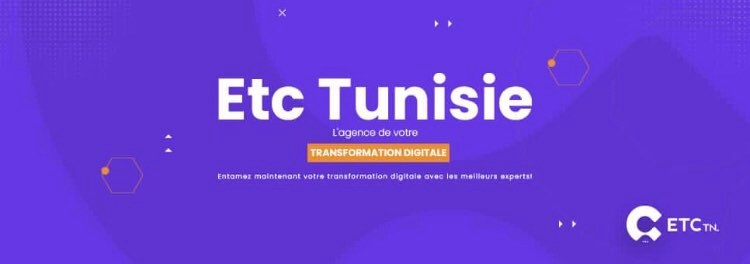 Etc Tunisie
L'agence de votre
TRANSFORMATION DIGITALE
Entamez maintenant votre transformation digitale avec les meilleurs experts!
ETC TN.